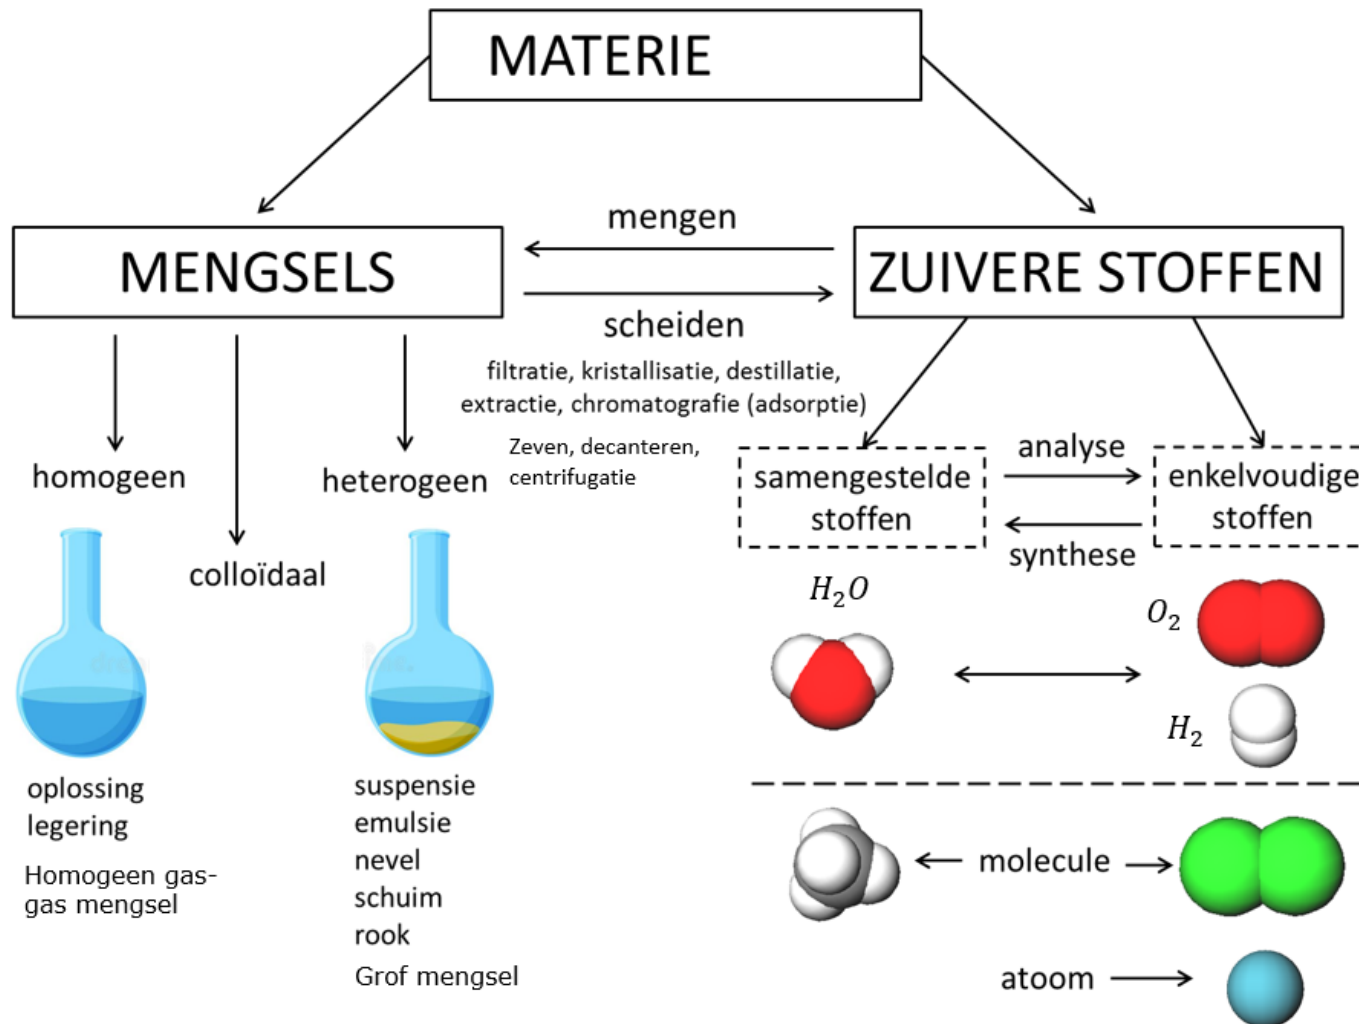 MATERIE
mengen
MENGSELS
ZUIVERE STOFFEN
scheiden
filtratie, kristallisatie, destillatie,
extractie, chromatografie (adsorptie)
Zeven, decanteren,
centrifugatie
homogeen
heterogeen
colloïdaal
samengestelde
stoffen
analyse
synthese
enkelvoudige
stoffen
H₂O
O₂
H₂
oplossing
legering
Homogeen gas-
gas mengsel
suspensie
emulsie
nevel
schuim
rook
Grof mengsel
molecule
atoom